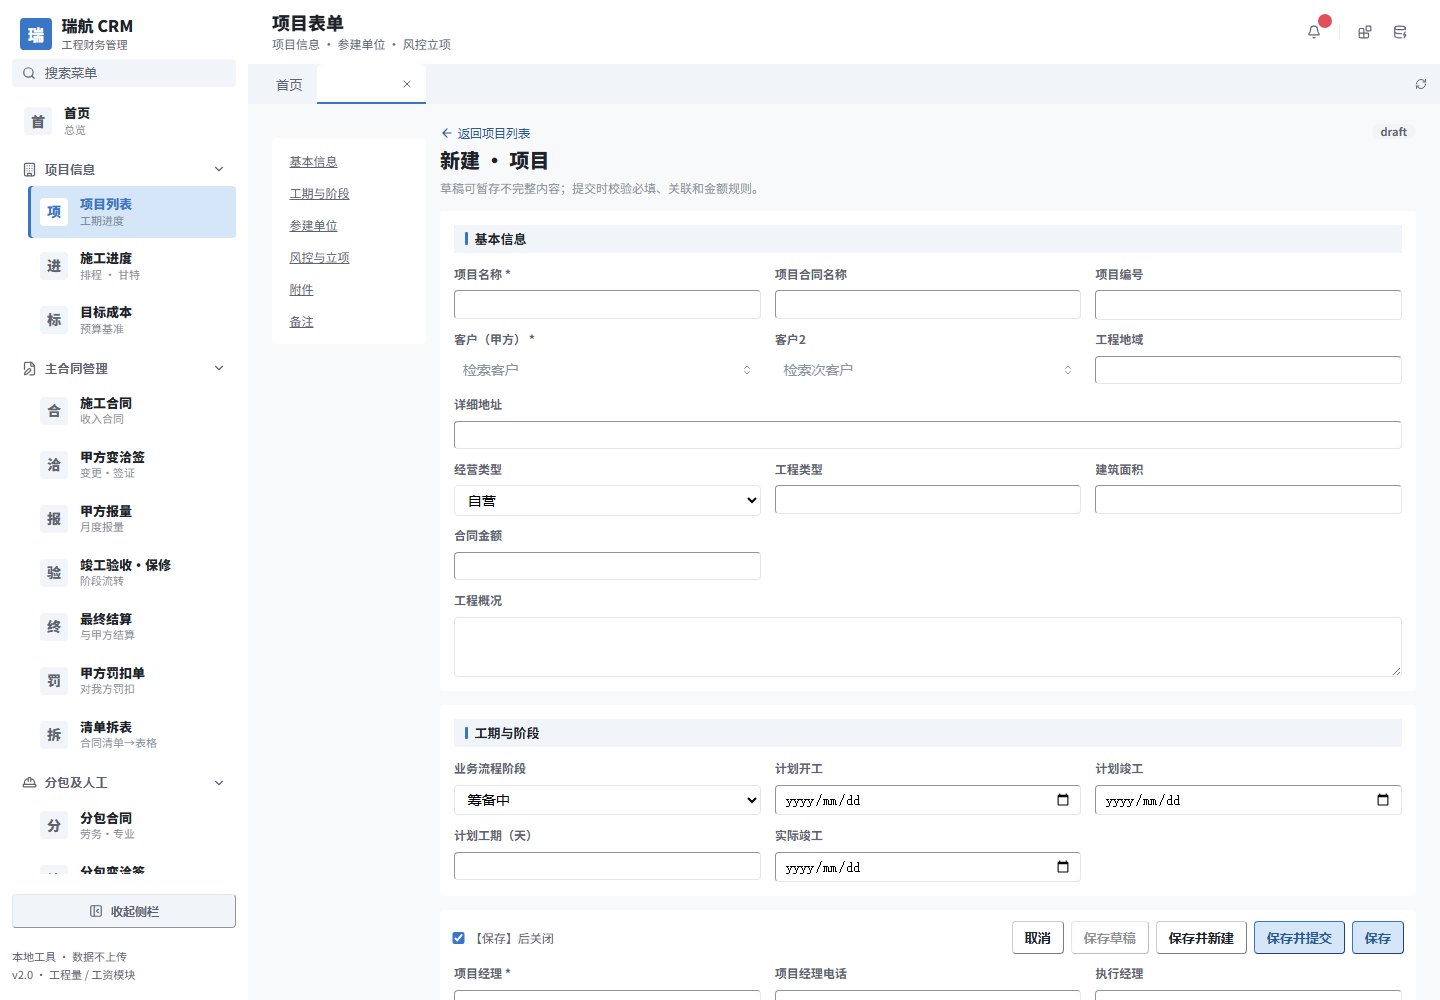 瑞 瑞航 CRM
工程财务管理
搜索菜单
首 首页
总览
项目信息
项 项目列表
工期进度
进 施工进度
排程 · 甘特
标 目标成本
预算基准
主合同管理
合 施工合同
收入合同
洽 甲方变洽签
变更·签证
报 甲方报量
月度报量
验 竣工验收·保修
阶段流转
终 最终结算
与甲方结算
罚 甲方罚扣单
对我方罚扣
拆 清单拆表
合同清单→表格
分包及人工
分 分包合同
劳务·专业
分包变洽签
收起侧栏
本地工具 · 数据不上传
v2.0 · 工程量 / 工资模块
项目表单
项目信息 · 参建单位 · 风控立项
首页
基本信息
工期与阶段
参建单位
风控与立项
附件
备注
← 返回项目列表
draft
新建 · 项目
草稿可暂存不完整内容；提交时校验必填、关联和金额规则。
基本信息
项目名称 * 项目合同名称 项目编号
客户（甲方） * 客户2 工程地域
检索客户 检索次客户
详细地址
经营类型 工程类型 建筑面积
自营
合同金额
工程概况
工期与阶段
业务流程阶段 计划开工 计划竣工
筹备中 yyyy/mm/dd yyyy/mm/dd
计划工期（天） 实际竣工
yyyy/mm/dd
【保存】后关闭 取消 保存草稿 保存并新建 保存并提交 保存
项目经理 * 项目经理电话 执行经理